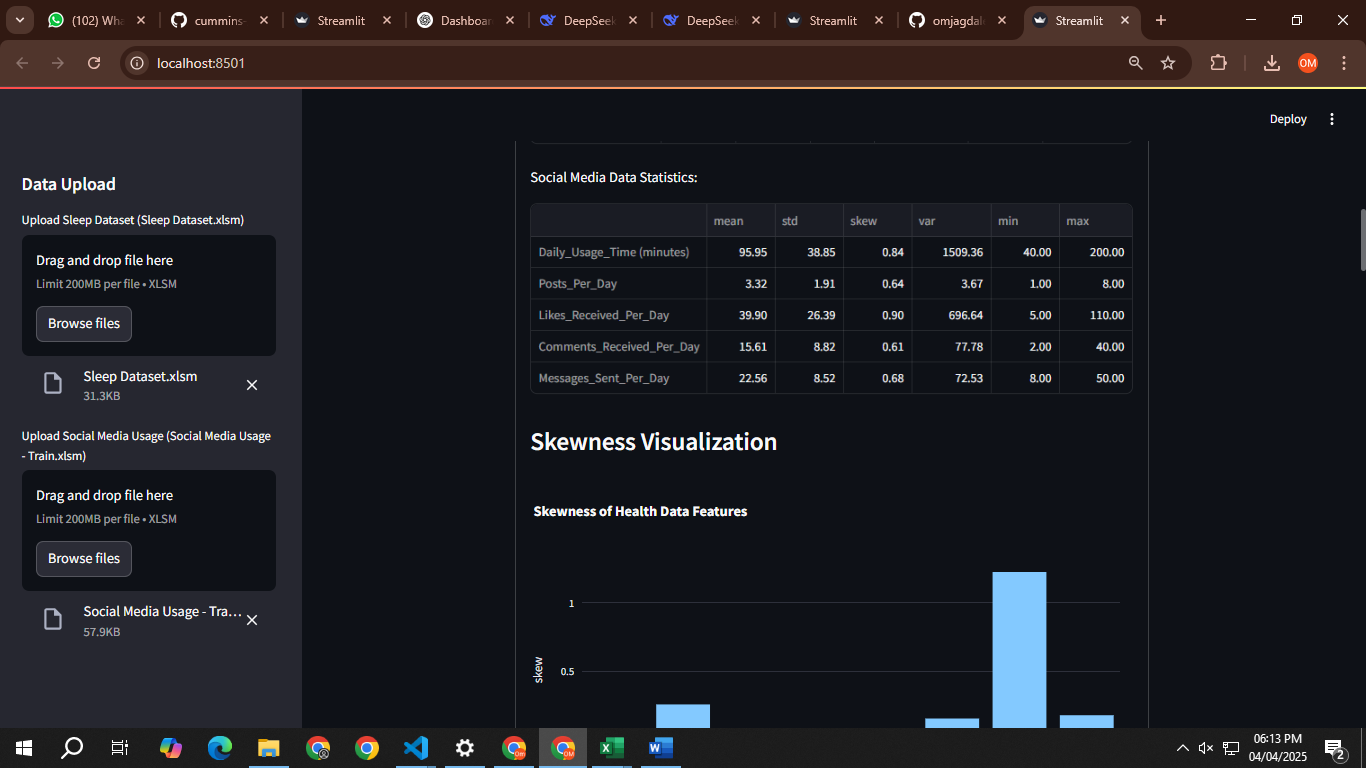 (102) Wha
cummins-
Streamlit
Dashboar
DeepSeek
DeepSeek
Streamlit
omjagdale
Streamlit
localhost:8501
OM
Deploy
Data Upload
Upload Sleep Dataset (Sleep Dataset.xlsm)
Drag and drop file here
Limit 200MB per file • XLSM
Browse files
Sleep Dataset.xlsm
31.3KB
Upload Social Media Usage (Social Media Usage
- Train.xlsm)
Drag and drop file here
Limit 200MB per file • XLSM
Browse files
Social Media Usage - Tra...
57.9KB
Social Media Data Statistics:
mean std skew var min max
Daily_Usage_Time (minutes) 95.95 38.85 0.84 1509.36 40.00 200.00
Posts_Per_Day 3.32 1.91 0.64 3.67 1.00 8.00
Likes_Received_Per_Day 39.90 26.39 0.90 696.64 5.00 110.00
Comments_Received_Per_Day 15.61 8.82 0.61 77.78 2.00 40.00
Messages_Sent_Per_Day 22.56 8.52 0.68 72.53 8.00 50.00
Skewness Visualization
Skewness of Health Data Features
1
0.5
skew
06:13 PM
04/04/2025
2